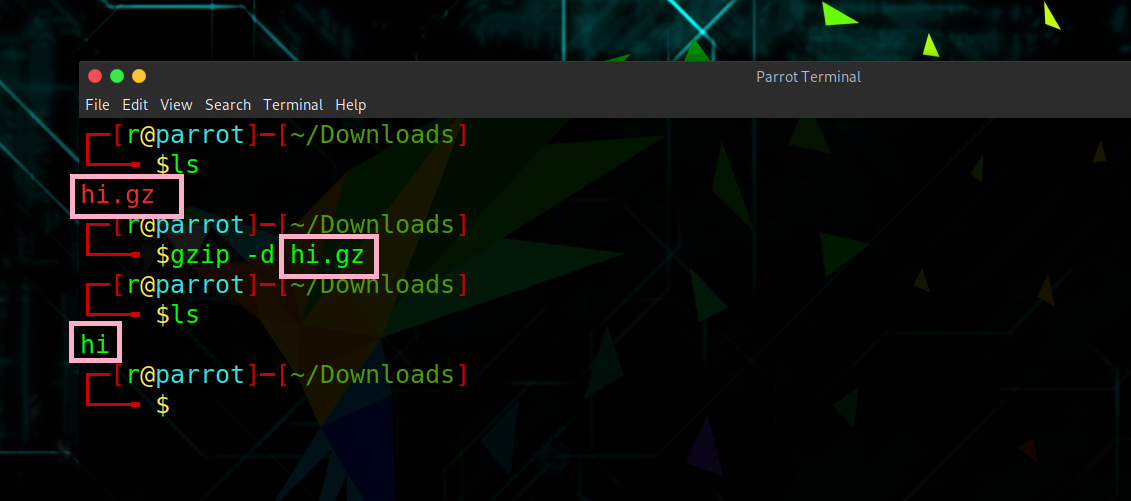 Parrot Terminal
File Edit View Search Terminal Help
┌─[r@parrot]─[~/Downloads]
└──╼ $ls
hi.gz
┌─[r@parrot]─[~/Downloads]
└──╼ $gzip -d hi.gz
┌─[r@parrot]─[~/Downloads]
└──╼ $ls
hi
┌─[r@parrot]─[~/Downloads]
└──╼ $